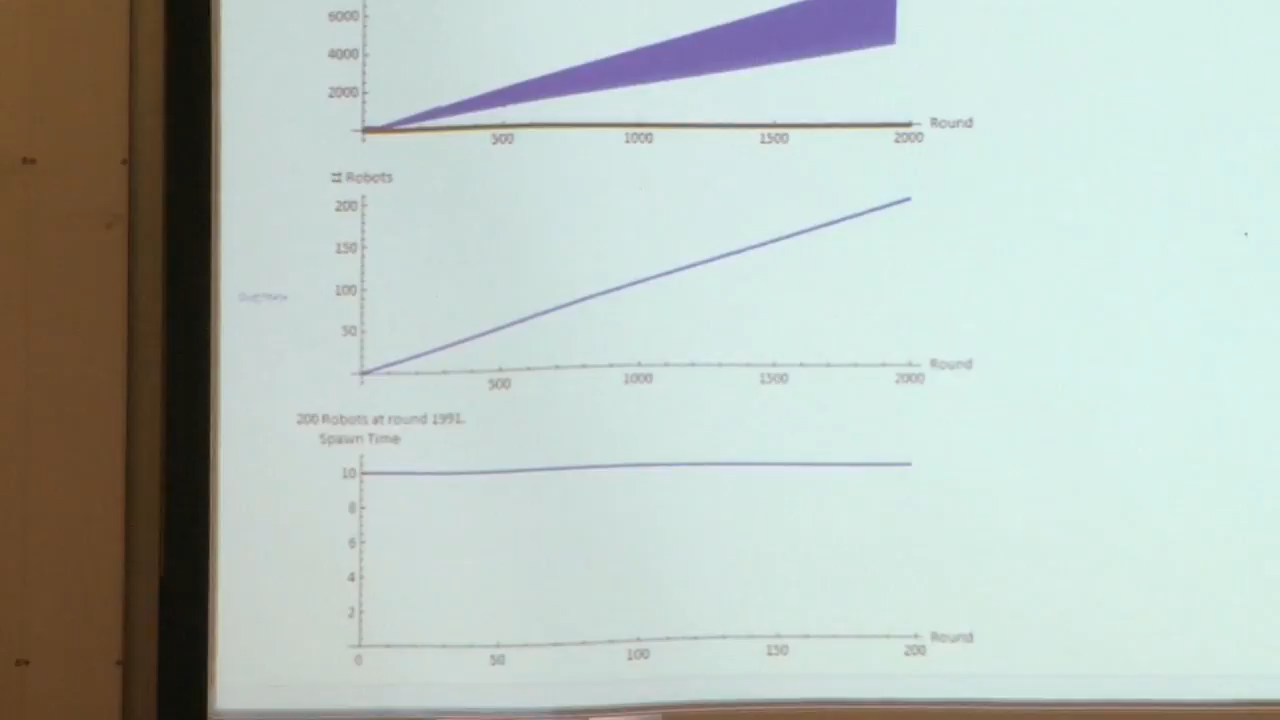 6000
4000
2000
500 1000 1500 2000 Round
# Robots
200
150
100
50
500 1000 1500 2000 Round
200 Robots at round 1991.
Spawn Time
10
8
6
4
2
0 50 100 150 200 Round